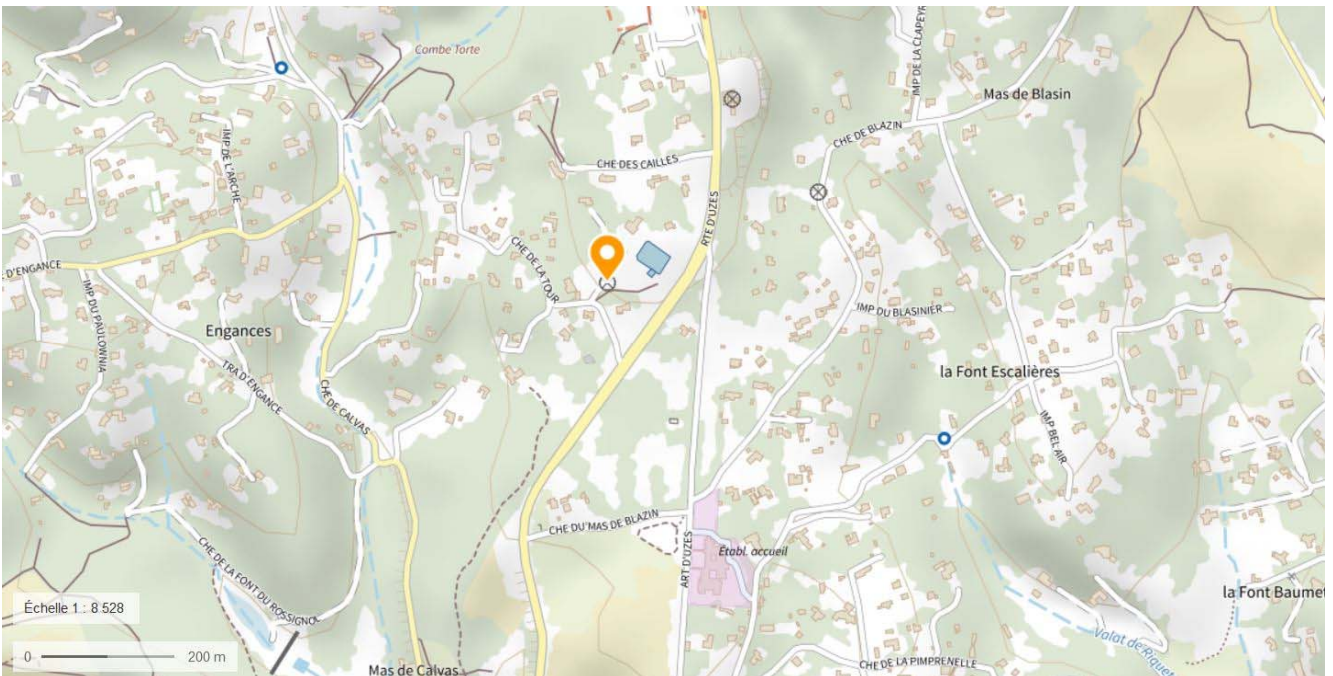 Combe Torte
IMP DE LA CLAPEYR
Mas de Blasin
CHE DE BLAZIN
IMP DE L'ARCHE
CHE DES CAILLES
RTE D'UZES
CHE DE LA TOUR
D'ENGANCE
IMP DU PAULOWNIA
Engances
IMP DU BLASINIER
TRA D'ENGANCE
CHE DE CALVAS
la Font Escalières
IMP BEL AIR
CHE DU MAS DE BLAZIN
Établ. accueil
ART D'UZES
CHE DE LA FONT DU ROSSIGNOL
la Font Baumet
Échelle 1 : 8 528
0 200 m
Valat de Riquet
Mas de Calvas
CHE DE LA PIMPRENELLE